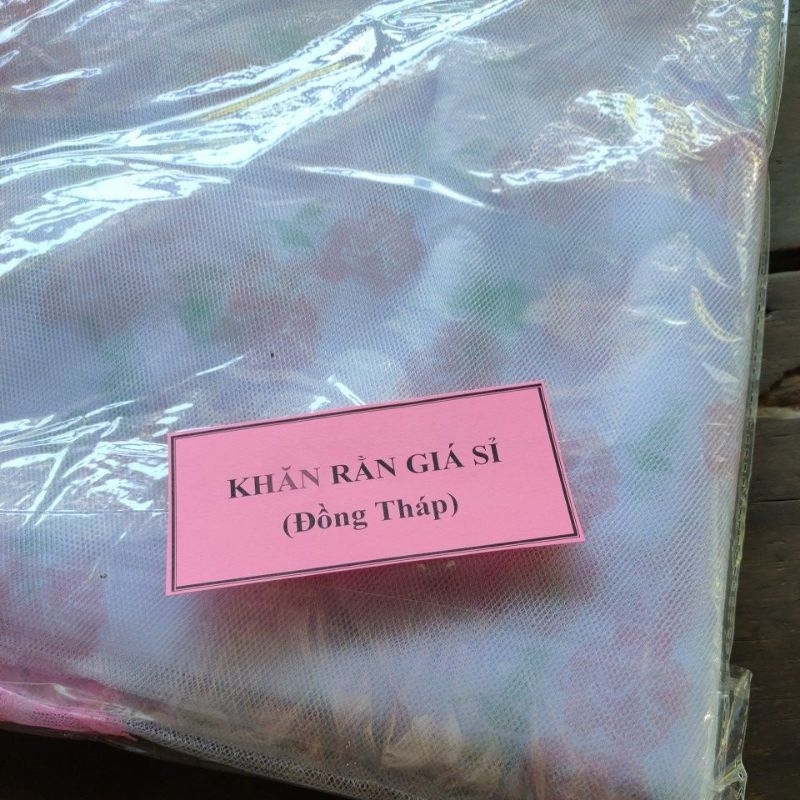 KHĂN RẰN GIÁ SỈ
(Đồng Tháp)